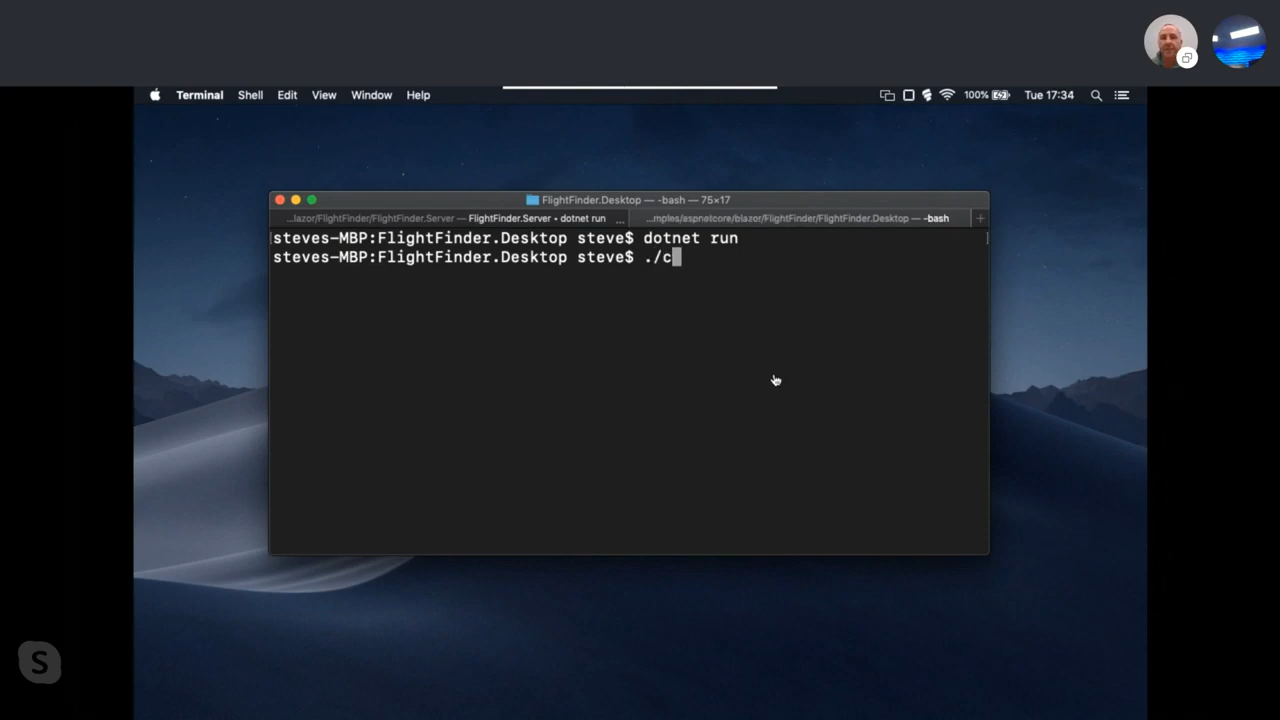 Terminal Shell Edit View Window Help 100% Tue 17:34
FlightFinder.Desktop — -bash — 75×17
...lazor/FlightFinder/FlightFinder.Server — FlightFinder.Server • dotnet run ... ...mples/aspnetcore/blazor/FlightFinder/FlightFinder.Desktop — -bash +
steves-MBP:FlightFinder.Desktop steve$ dotnet run
steves-MBP:FlightFinder.Desktop steve$ ./c
S